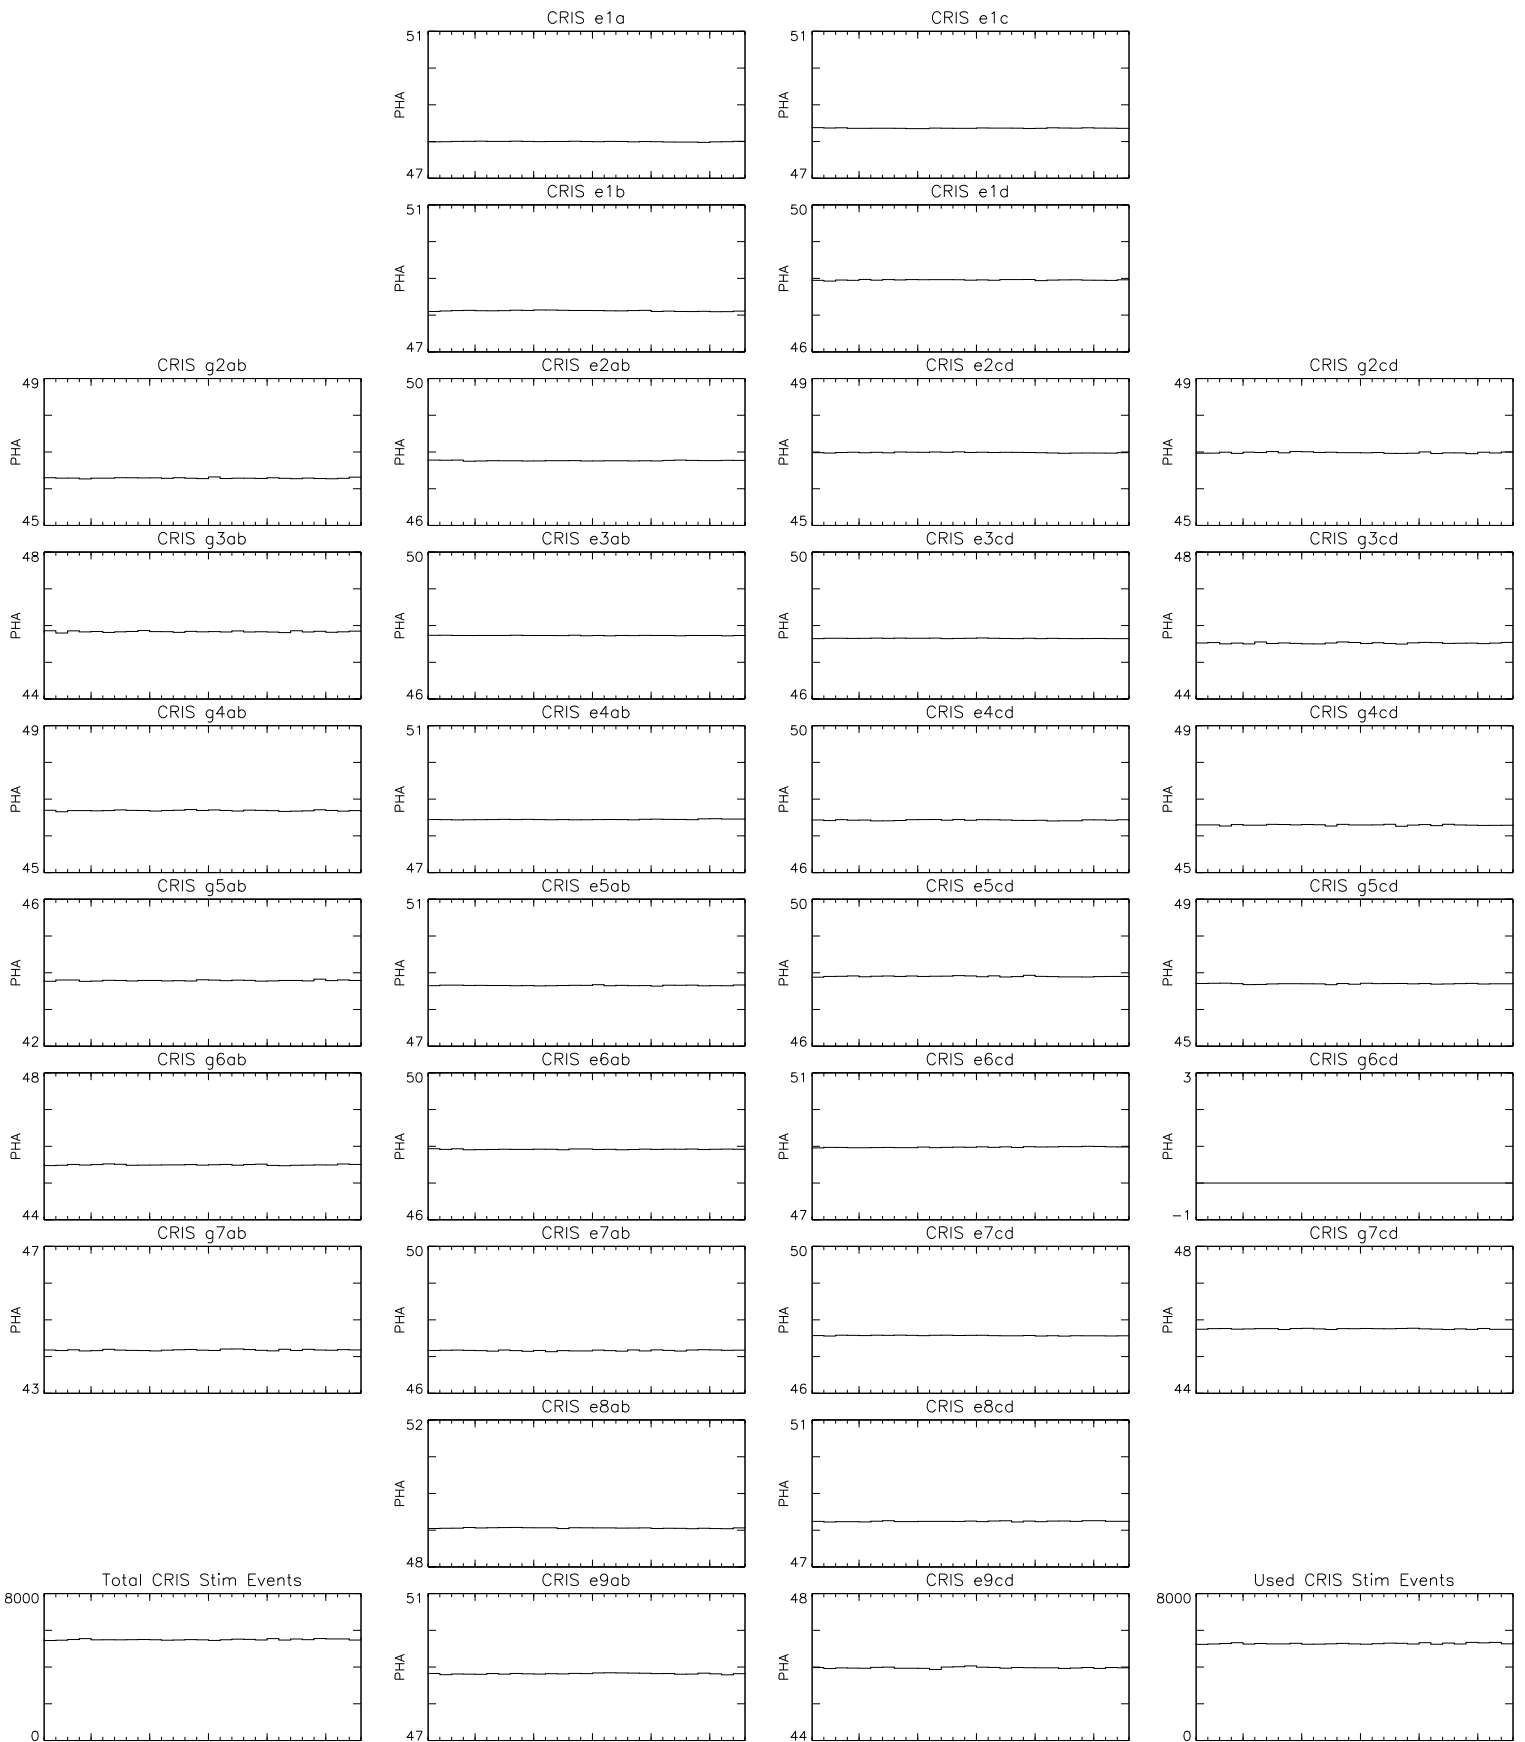 CRIS e1a CRIS e1c
51 51
PHA PHA
47 47
CRIS e1b CRIS e1d
51 50
PHA PHA
47 46
CRIS g2ab CRIS e2ab CRIS e2cd CRIS g2cd
49 50 49 49
PHA PHA PHA PHA
45 46 45 45
CRIS g3ab CRIS e3ab CRIS e3cd CRIS g3cd
48 50 50 48
PHA PHA PHA PHA
44 46 46 44
CRIS g4ab CRIS e4ab CRIS e4cd CRIS g4cd
49 51 50 49
PHA PHA PHA PHA
45 47 46 45
CRIS g5ab CRIS e5ab CRIS e5cd CRIS g5cd
46 51 50 49
PHA PHA PHA PHA
42 47 46 45
CRIS g6ab CRIS e6ab CRIS e6cd CRIS g6cd
48 50 51 3
PHA PHA PHA PHA
44 46 47 -1
CRIS g7ab CRIS e7ab CRIS e7cd CRIS g7cd
47 50 50 48
PHA PHA PHA PHA
43 46 46 44
CRIS e8ab CRIS e8cd
52 51
PHA PHA
48 47
Total CRIS Stim Events CRIS e9ab CRIS e9cd Used CRIS Stim Events
8000 51 48 8000
PHA PHA
0 47 44 0